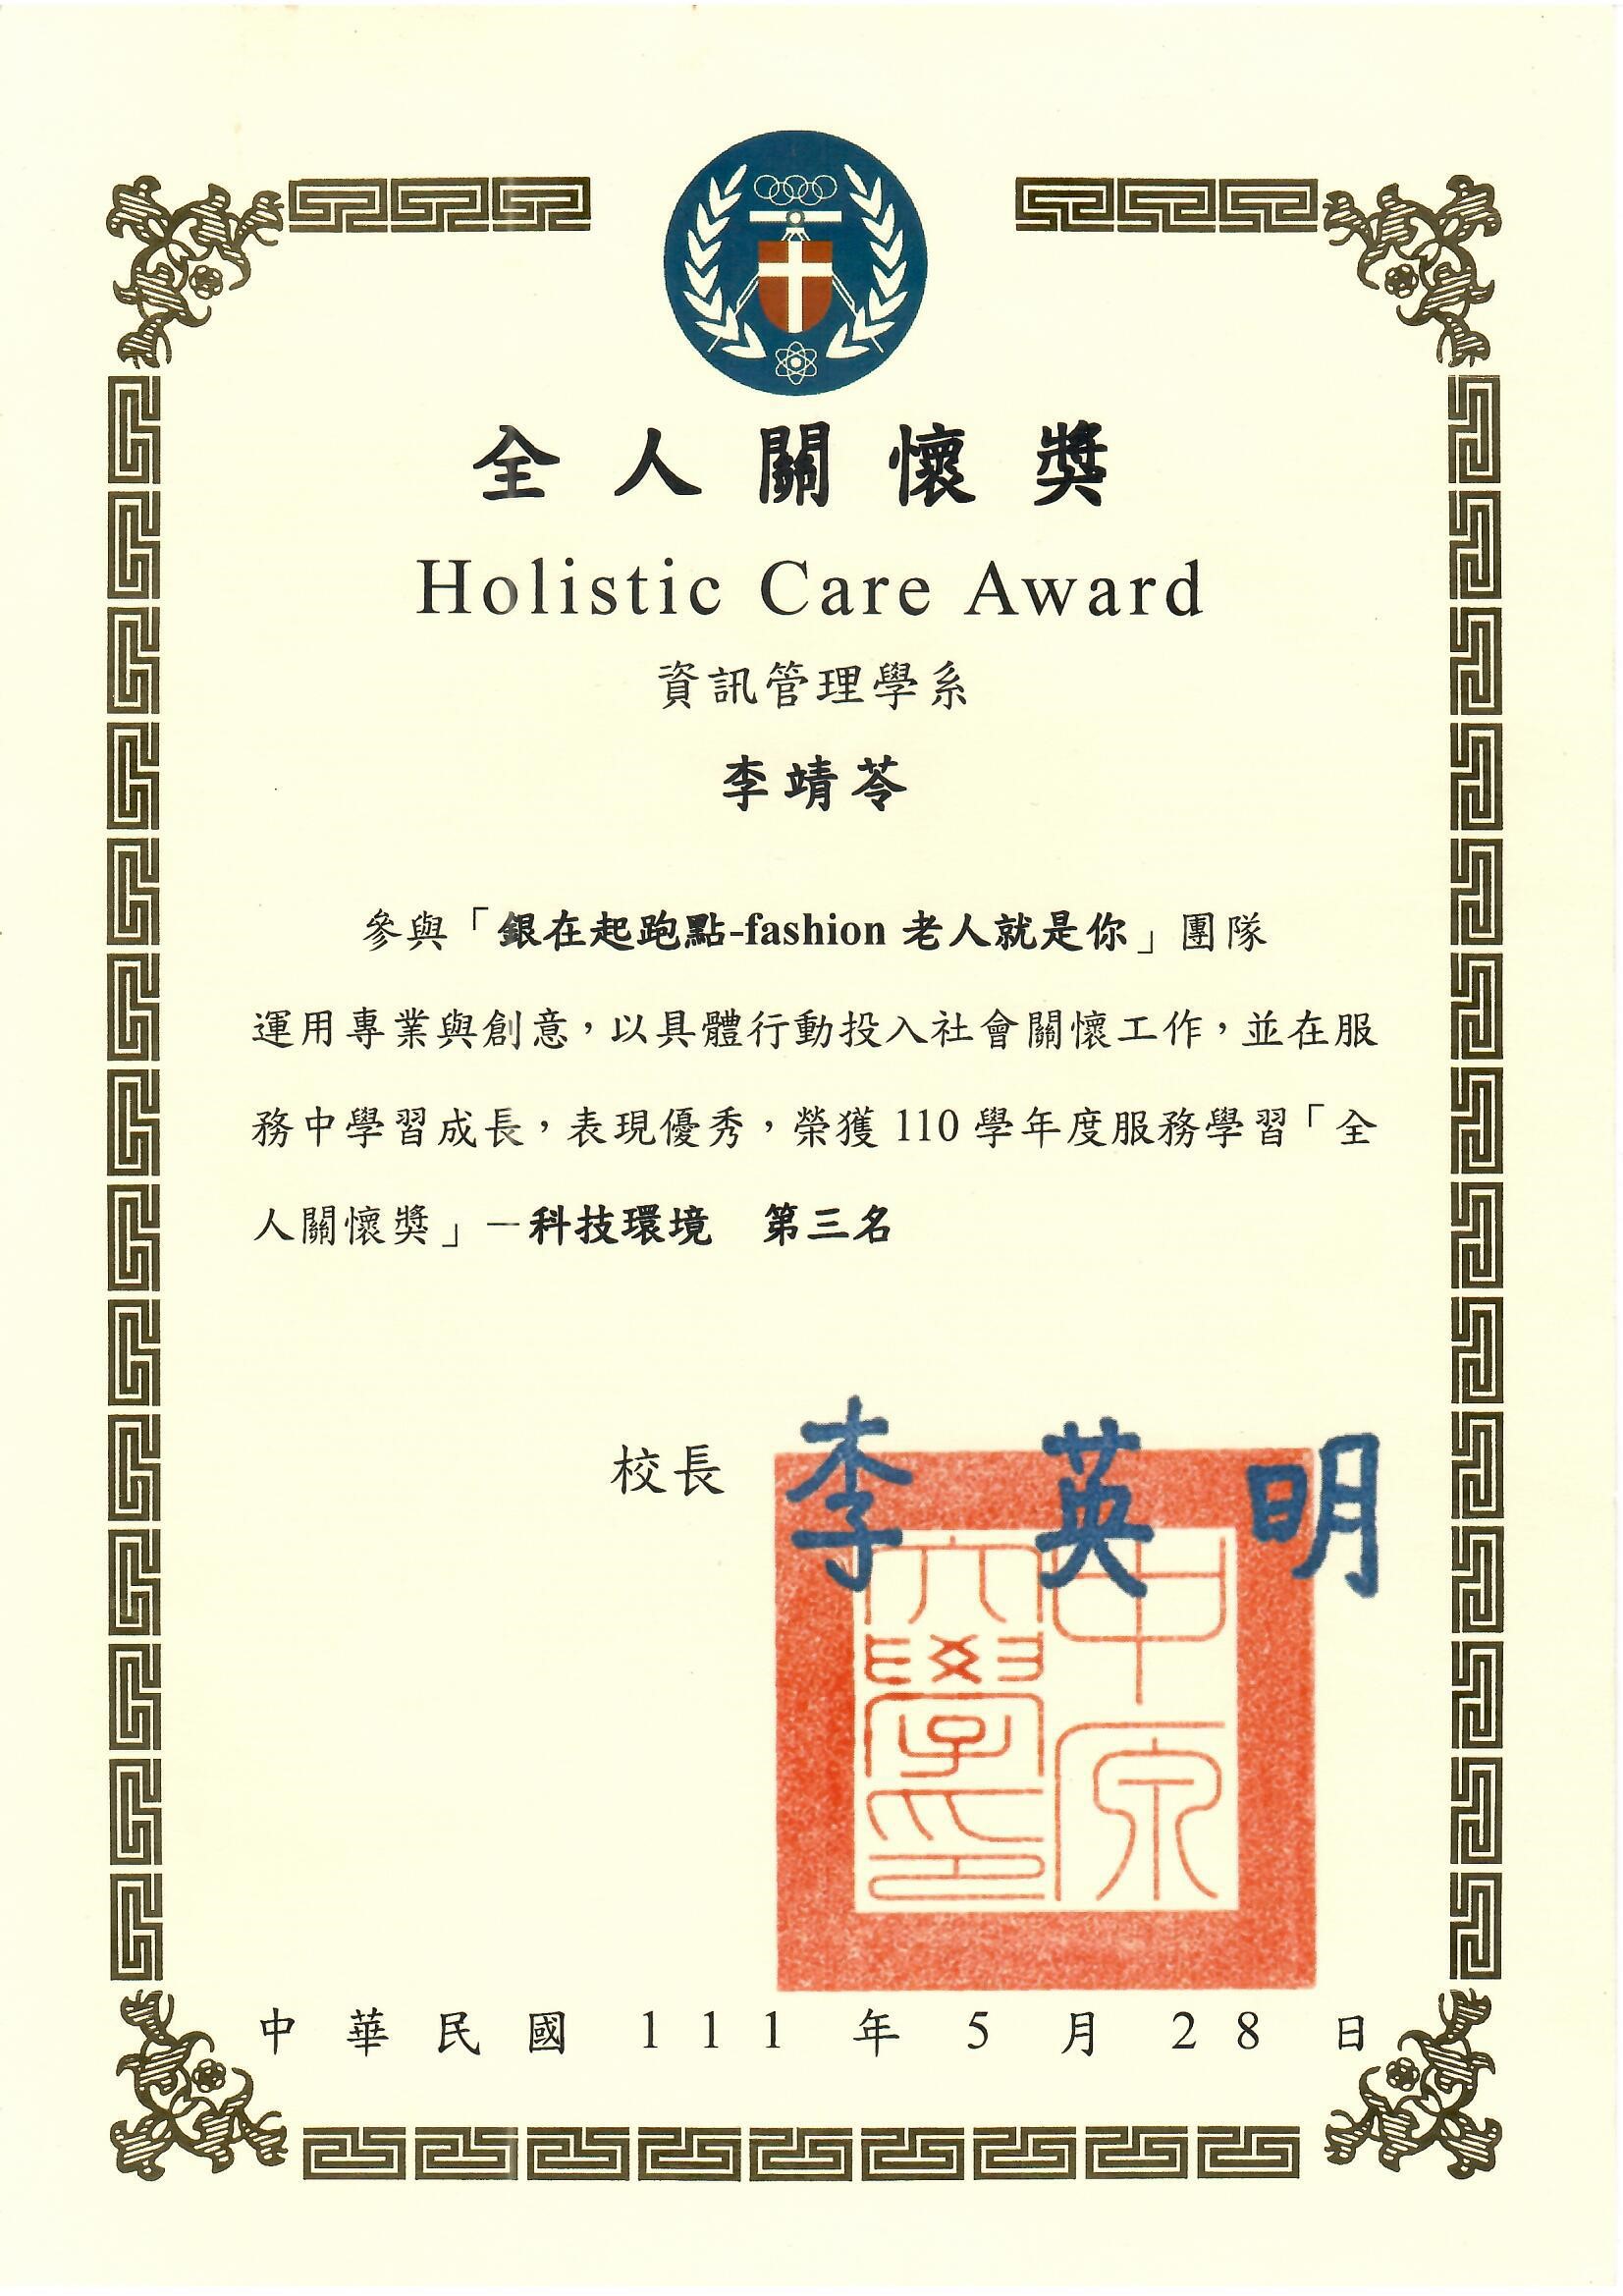 全人關懷獎
Holistic Care Award
資訊管理學系
李靖苓
參與「銀在起跑點-fashion 老人就是你」團隊
運用專業與創意，以具體行動投入社會關懷工作，並在服
務中學習成長，表現優秀，榮獲 110 學年度服務學習「全
人關懷獎」－科技環境　第三名
校長 李英明
中原
大學印
中華民國 111 年 5 月 28 日